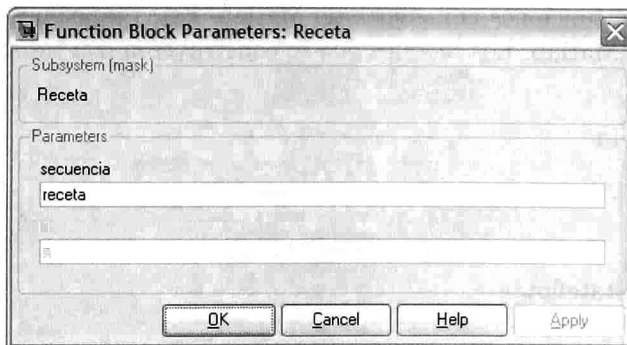 Function Block Parameters: Receta
Subsystem (mask)
Receta
Parameters
secuencia
receta
OK Cancel Help Apply